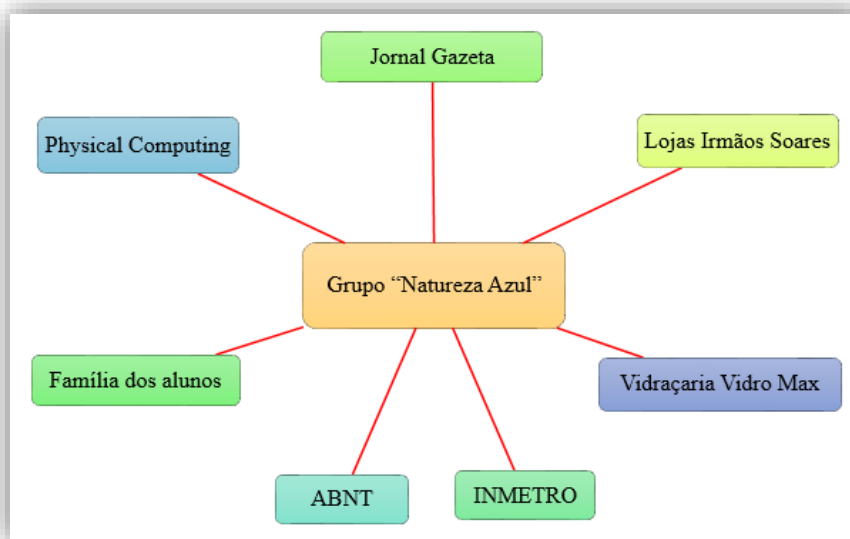 Jornal Gazeta
Physical Computing
Lojas Irmãos Soares
Grupo “Natureza Azul”
Família dos alunos
Vidraçaria Vidro Max
ABNT
INMETRO